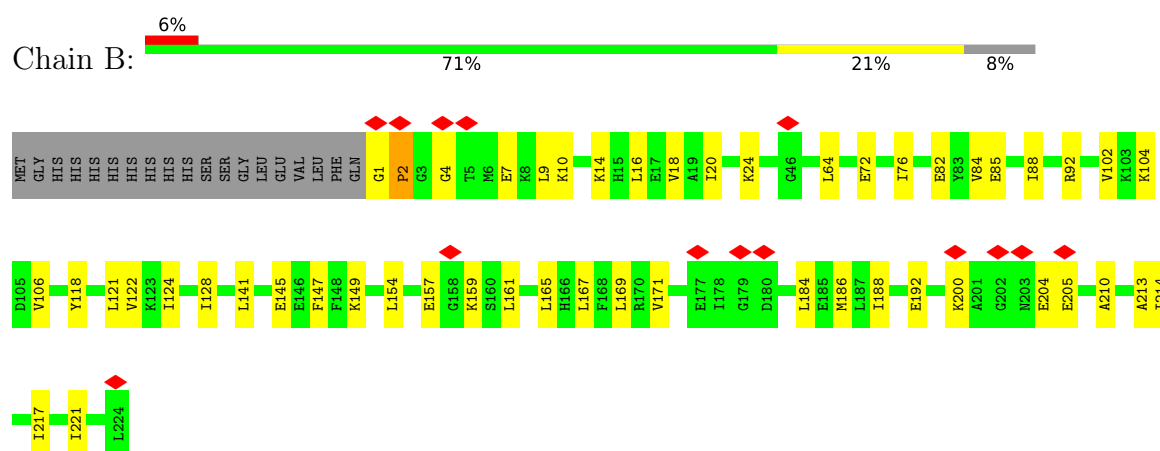 6%
Chain B:
71% 21% 8%
MET GLY HIS HIS HIS HIS HIS HIS HIS HIS SER SER GLY LEU GLU VAL LEU PHE GLN G1 P2 G3 G4 T5 M6 E7 K8 L9 K10 K14 H15 L16 E17 V18 A19 I20 K24 G46 L64 E72 I76 E82 Y83 V84 E85 I88 R92 V102 K103 K104
D105 V106 Y118 L121 V122 K123 I124 I128 L141 E145 E146 F147 F148 K149 L154 E157 G158 K159 S160 L161 L165 H166 L167 F168 L169 R170 V171 E177 I178 G179 D180 L184 E185 M186 L187 I188 E192 K200 A201 G202 N203 E204 E205 A210 A213 I214
I217 I221 L224